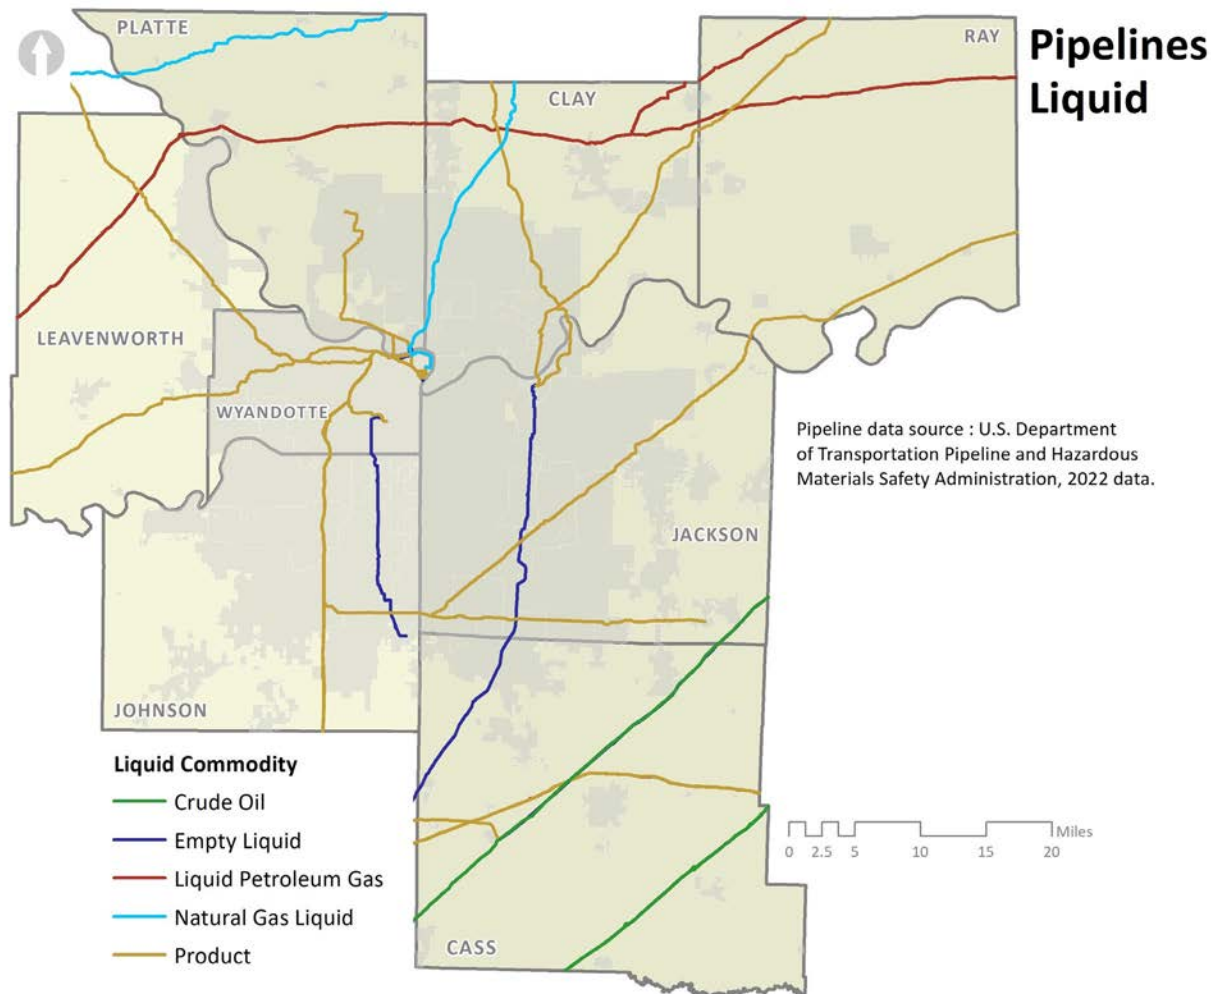 PLATTE
RAY
Pipelines
Liquid
CLAY
LEAVENWORTH
WYANDOTTE
Pipeline data source : U.S. Department
of Transportation Pipeline and Hazardous
Materials Safety Administration, 2022 data.
JACKSON
JOHNSON
Liquid Commodity
Crude Oil
Empty Liquid
Liquid Petroleum Gas
Natural Gas Liquid
Product
Miles
0 2.5 5 10 15 20
CASS